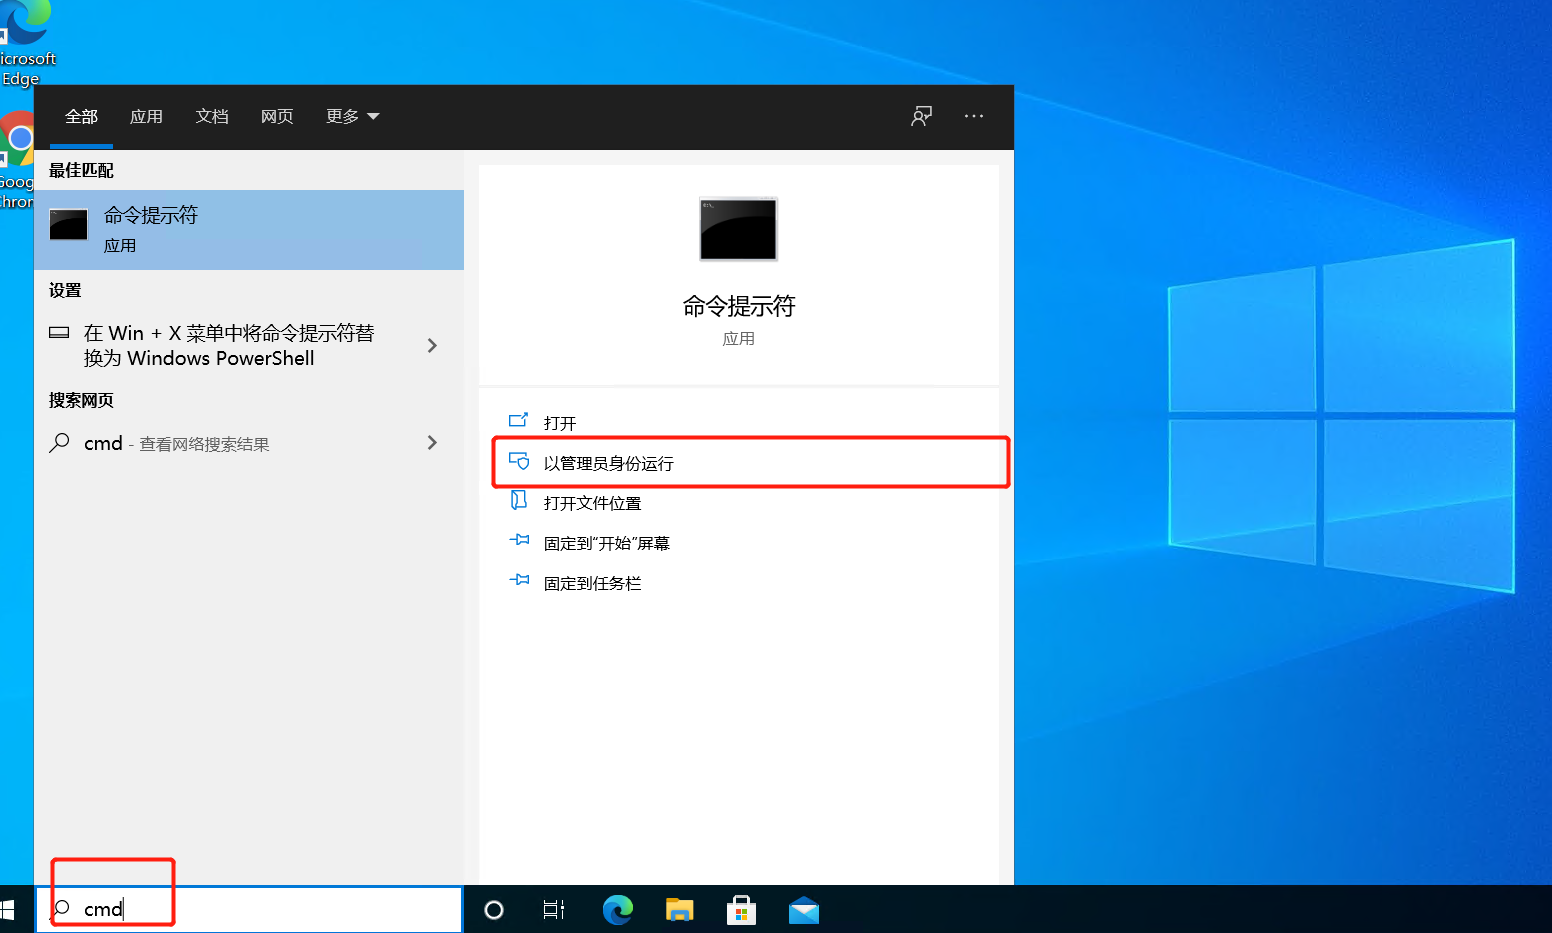 icrosoft
Edge
Goog
Chron
全部 应用 文档 网页 更多
最佳匹配
命令提示符
应用
设置
在 Win + X 菜单中将命令提示符替
换为 Windows PowerShell
搜索网页
cmd - 查看网络搜索结果
命令提示符
应用
打开
以管理员身份运行
打开文件位置
固定到“开始”屏幕
固定到任务栏
cmd